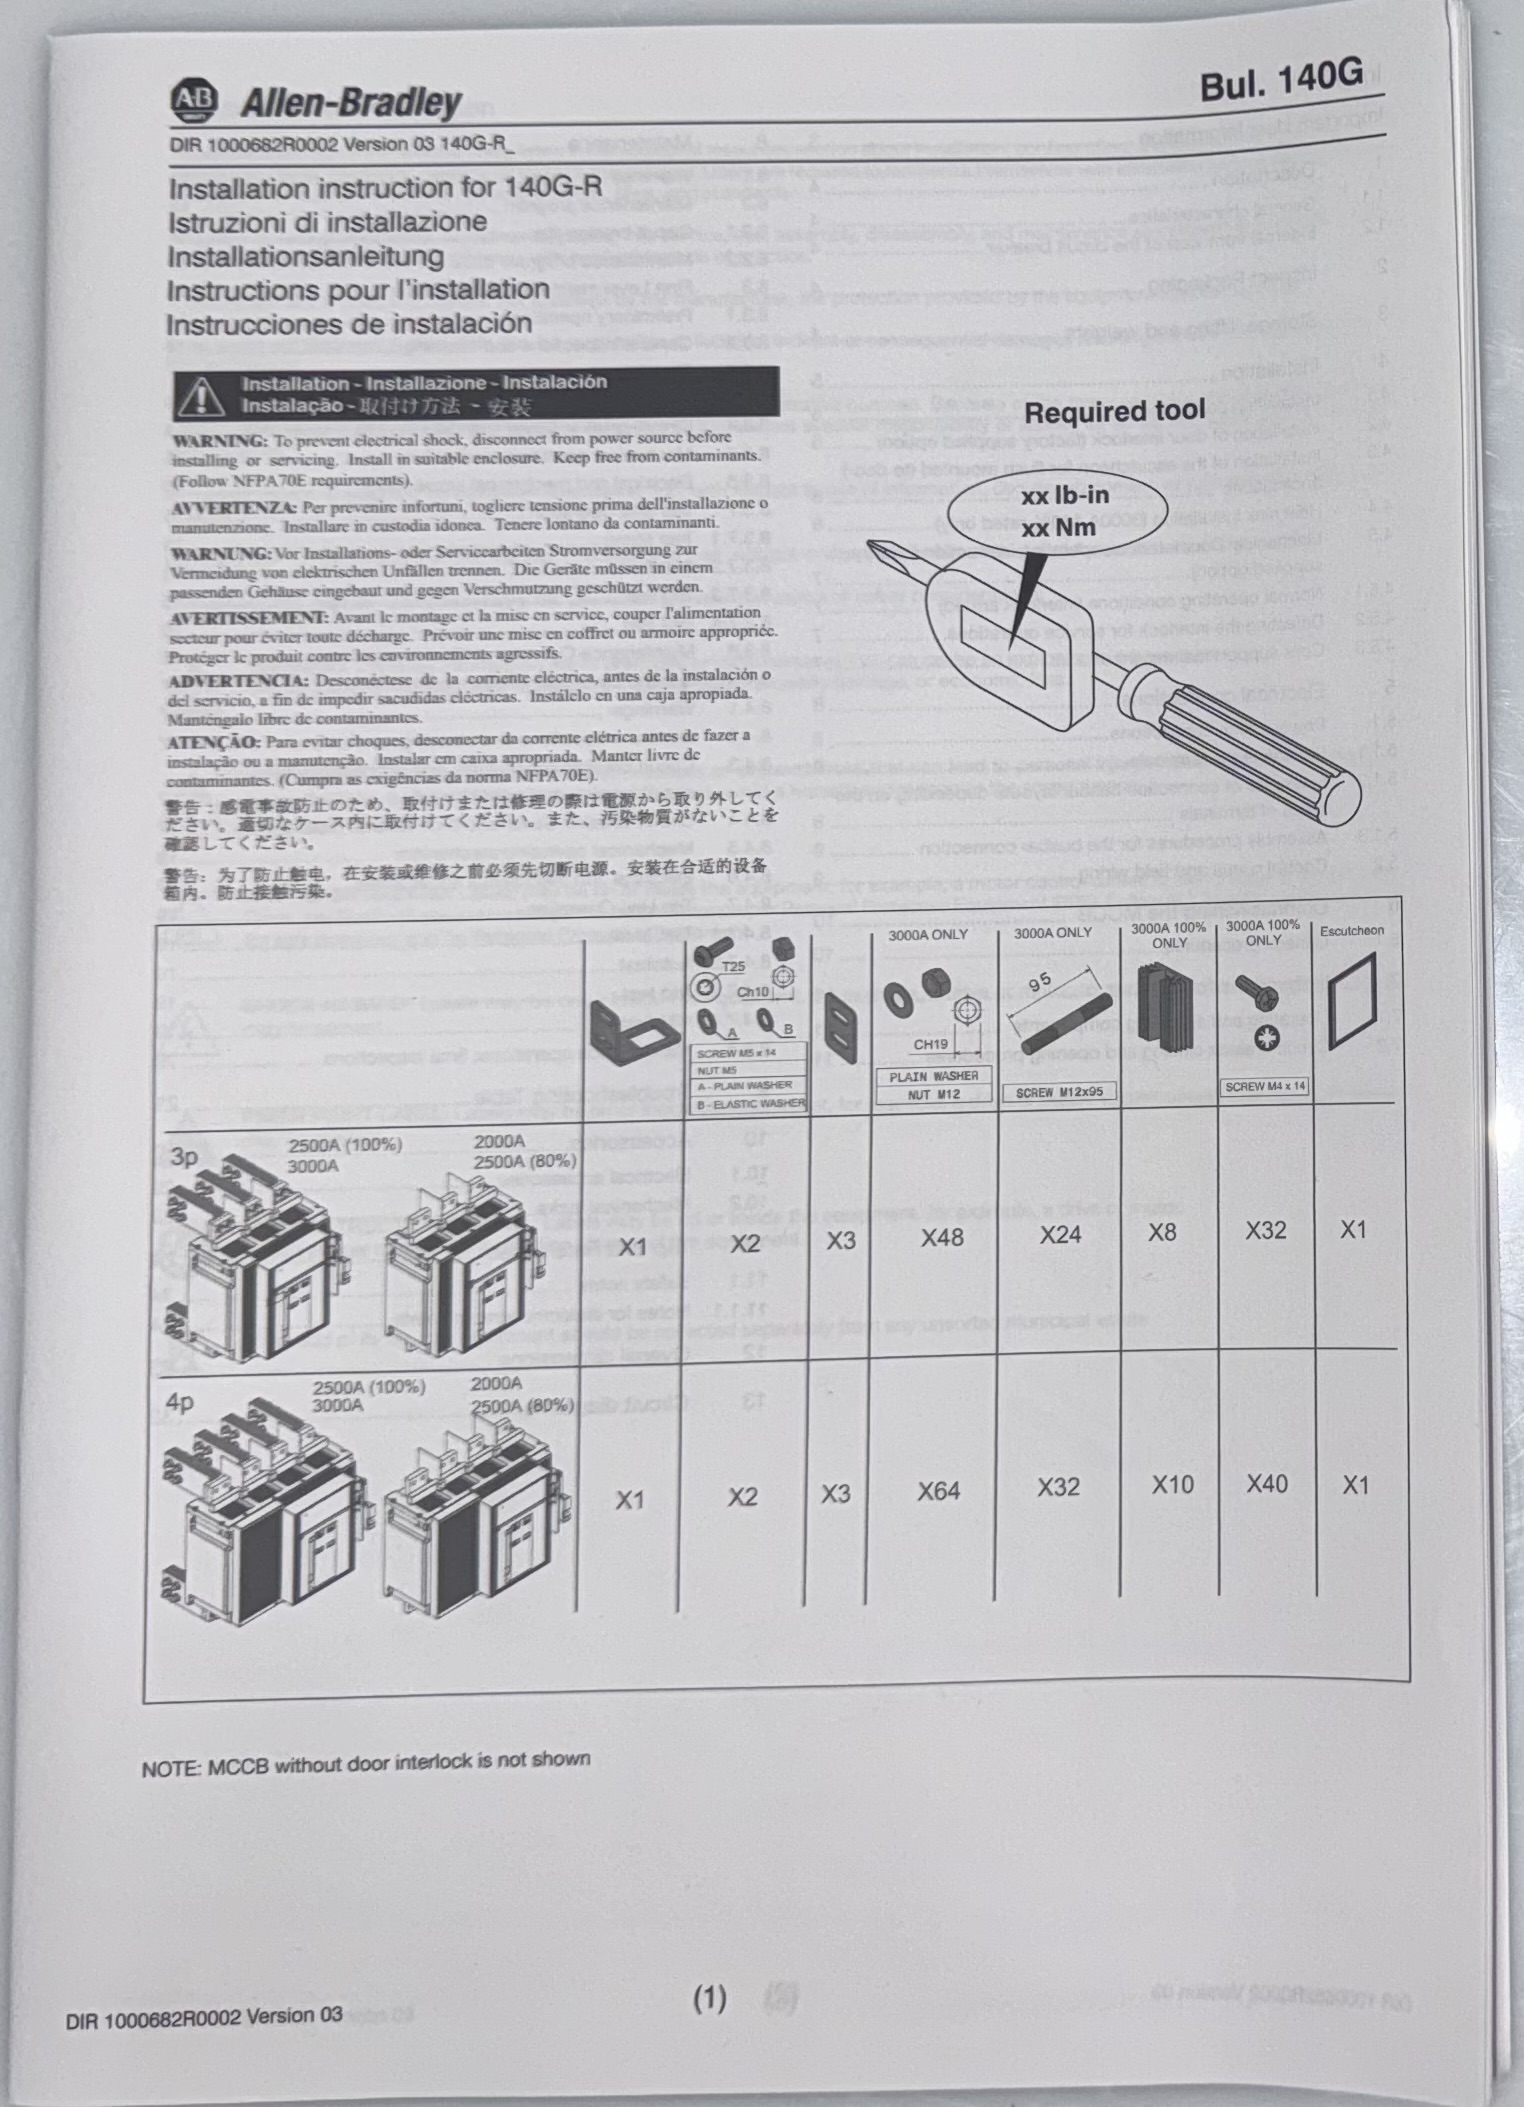 AB Allen-Bradley
Bul. 140G
DIR 1000682R0002 Version 03 140G-R_
Installation instruction for 140G-R
Istruzioni di installazione
Installationsanleitung
Instructions pour l'installation
Instrucciones de instalación
Installation - Installazione - Instalación
Instalação - 取付け方法 - 安装
WARNING: To prevent electrical shock, disconnect from power source before
installing or servicing. Install in suitable enclosure. Keep free from contaminants.
(Follow NFPA70E requirements).
AVVERTENZA: Per prevenire infortuni, togliere tensione prima dell'installazione o
manutenzione. Installare in custodia idonea. Tenere lontano da contaminanti.
WARNUNG: Vor Installations- oder Servicearbeiten Stromversorgung zur
Vermeidung von elektrischen Unfällen trennen. Die Geräte müssen in einem
passenden Gehäuse eingebaut und gegen Verschmutzung geschützt werden.
AVERTISSEMENT: Avant le montage et la mise en service, couper l'alimentation
secteur pour éviter toute décharge. Prévoir une mise en coffret ou armoire appropriée.
Protéger le produit contre les environnements agressifs.
ADVERTENCIA: Desconéctese de la corriente eléctrica, antes de la instalación o
del servicio, a fin de impedir sacudidas eléctricas. Instálelo en una caja apropiada.
Manténgalo libre de contaminantes.
ATENÇÃO: Para evitar choques, desconectar da corrente elétrica antes de fazer a
instalação ou a manutenção. Instalar em caixa apropriada. Manter livre de
contaminantes. (Cumpra as exigências da norma NFPA70E).
警告：感電事故防止のため、取付けまたは修理の際は電源から取り外してく
ださい。適切なケース内に取付けてください。また、汚染物質がないことを
確認してください。
警告：为了防止触电，在安装或维修之前必须先切断电源。安装在合适的设备
箱内。防止接触污染。
Required tool
xx lb-in
xx Nm
T25
Ch10
A B
SCREW M5 x 14
NUT M5
A - PLAIN WASHER
B - ELASTIC WASHER
3000A ONLY
CH19
PLAIN WASHER
NUT M12
3000A ONLY
95
SCREW M12x95
3000A 100%
ONLY
3000A 100%
ONLY
SCREW M4 x 14
Escutcheon
3p
2500A (100%)
3000A
2000A
2500A (80%)
X1 X2 X3 X48 X24 X8 X32 X1
4p
2500A (100%)
3000A
2000A
2500A (80%)
X1 X2 X3 X64 X32 X10 X40 X1
NOTE: MCCB without door interlock is not shown
(1)
DIR 1000682R0002 Version 03